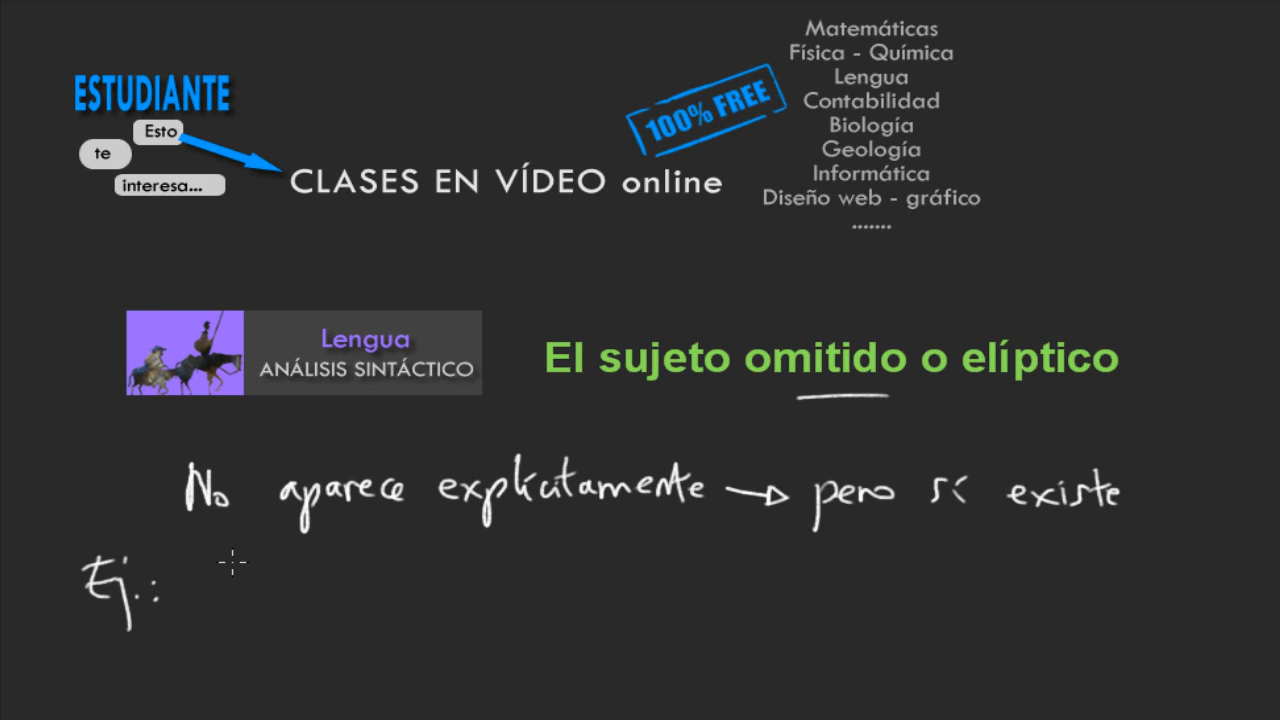 ESTUDIANTE
Esto
te
interesa...
CLASES EN VÍDEO online
100% FREE
Matemáticas
Física - Química
Lengua
Contabilidad
Biología
Geología
Informática
Diseño web - gráfico
.......
Lengua
ANÁLISIS SINTÁCTICO
El sujeto omitido o elíptico
No aparece explícitamente → pero sí existe
Ej.: